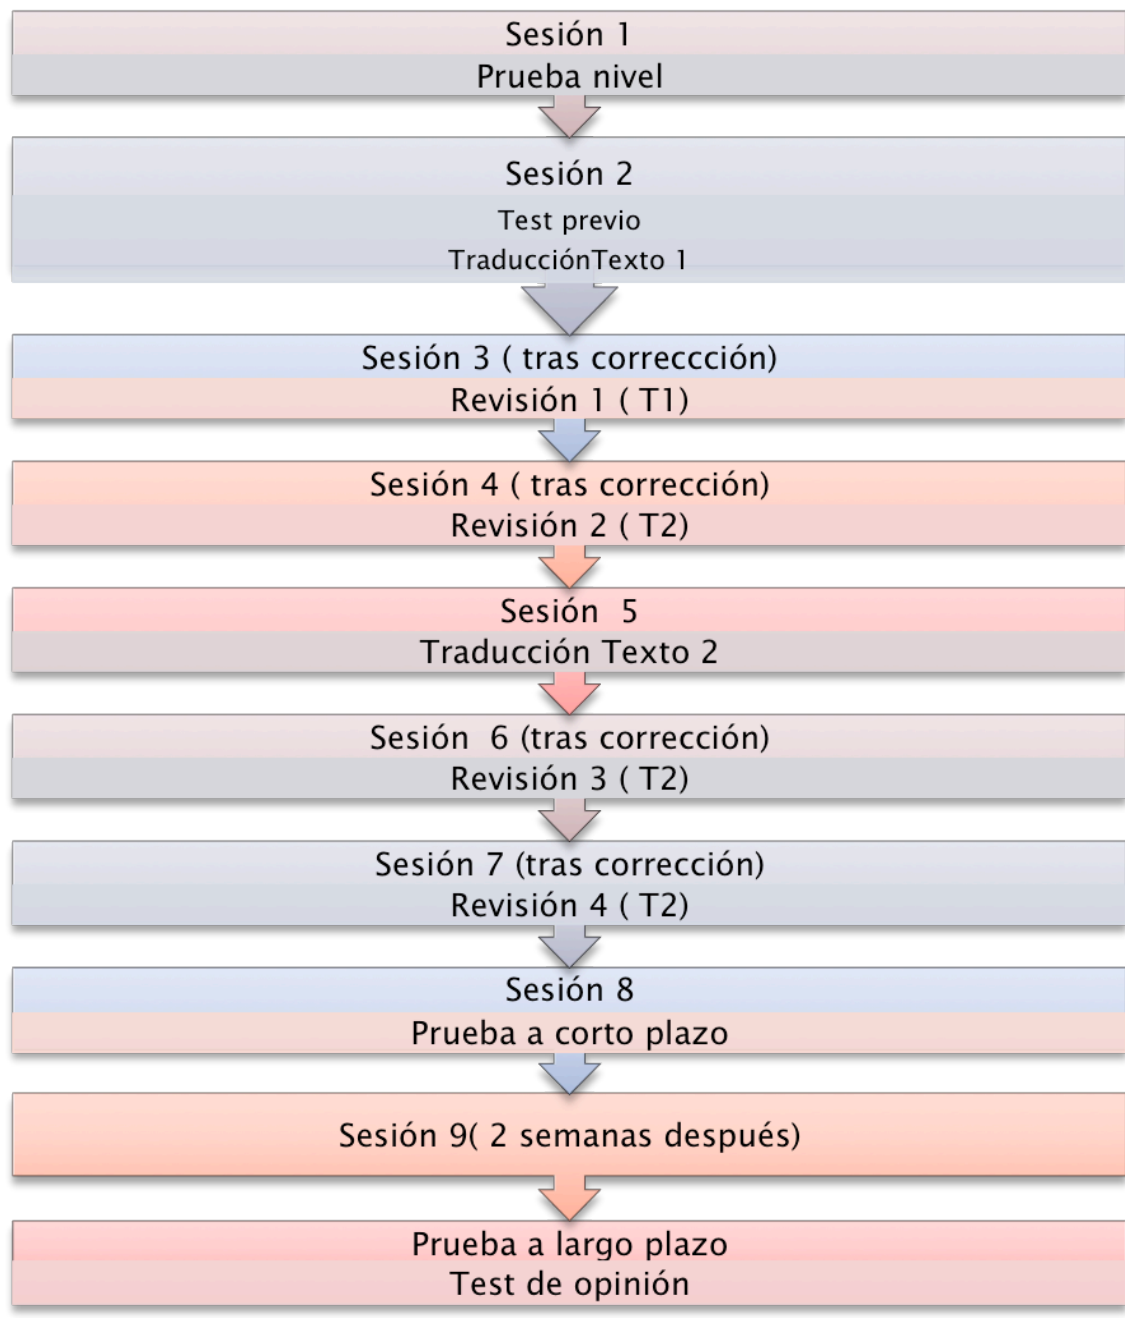 Sesión 1
Prueba nivel
Sesión 2
Test previo
TraducciónTexto 1
Sesión 3 ( tras correccción)
Revisión 1 ( T1)
Sesión 4 ( tras corrección)
Revisión 2 ( T2)
Sesión 5
Traducción Texto 2
Sesión 6 (tras corrección)
Revisión 3 ( T2)
Sesión 7 (tras corrección)
Revisión 4 ( T2)
Sesión 8
Prueba a corto plazo
Sesión 9( 2 semanas después)
Prueba a largo plazo
Test de opinión